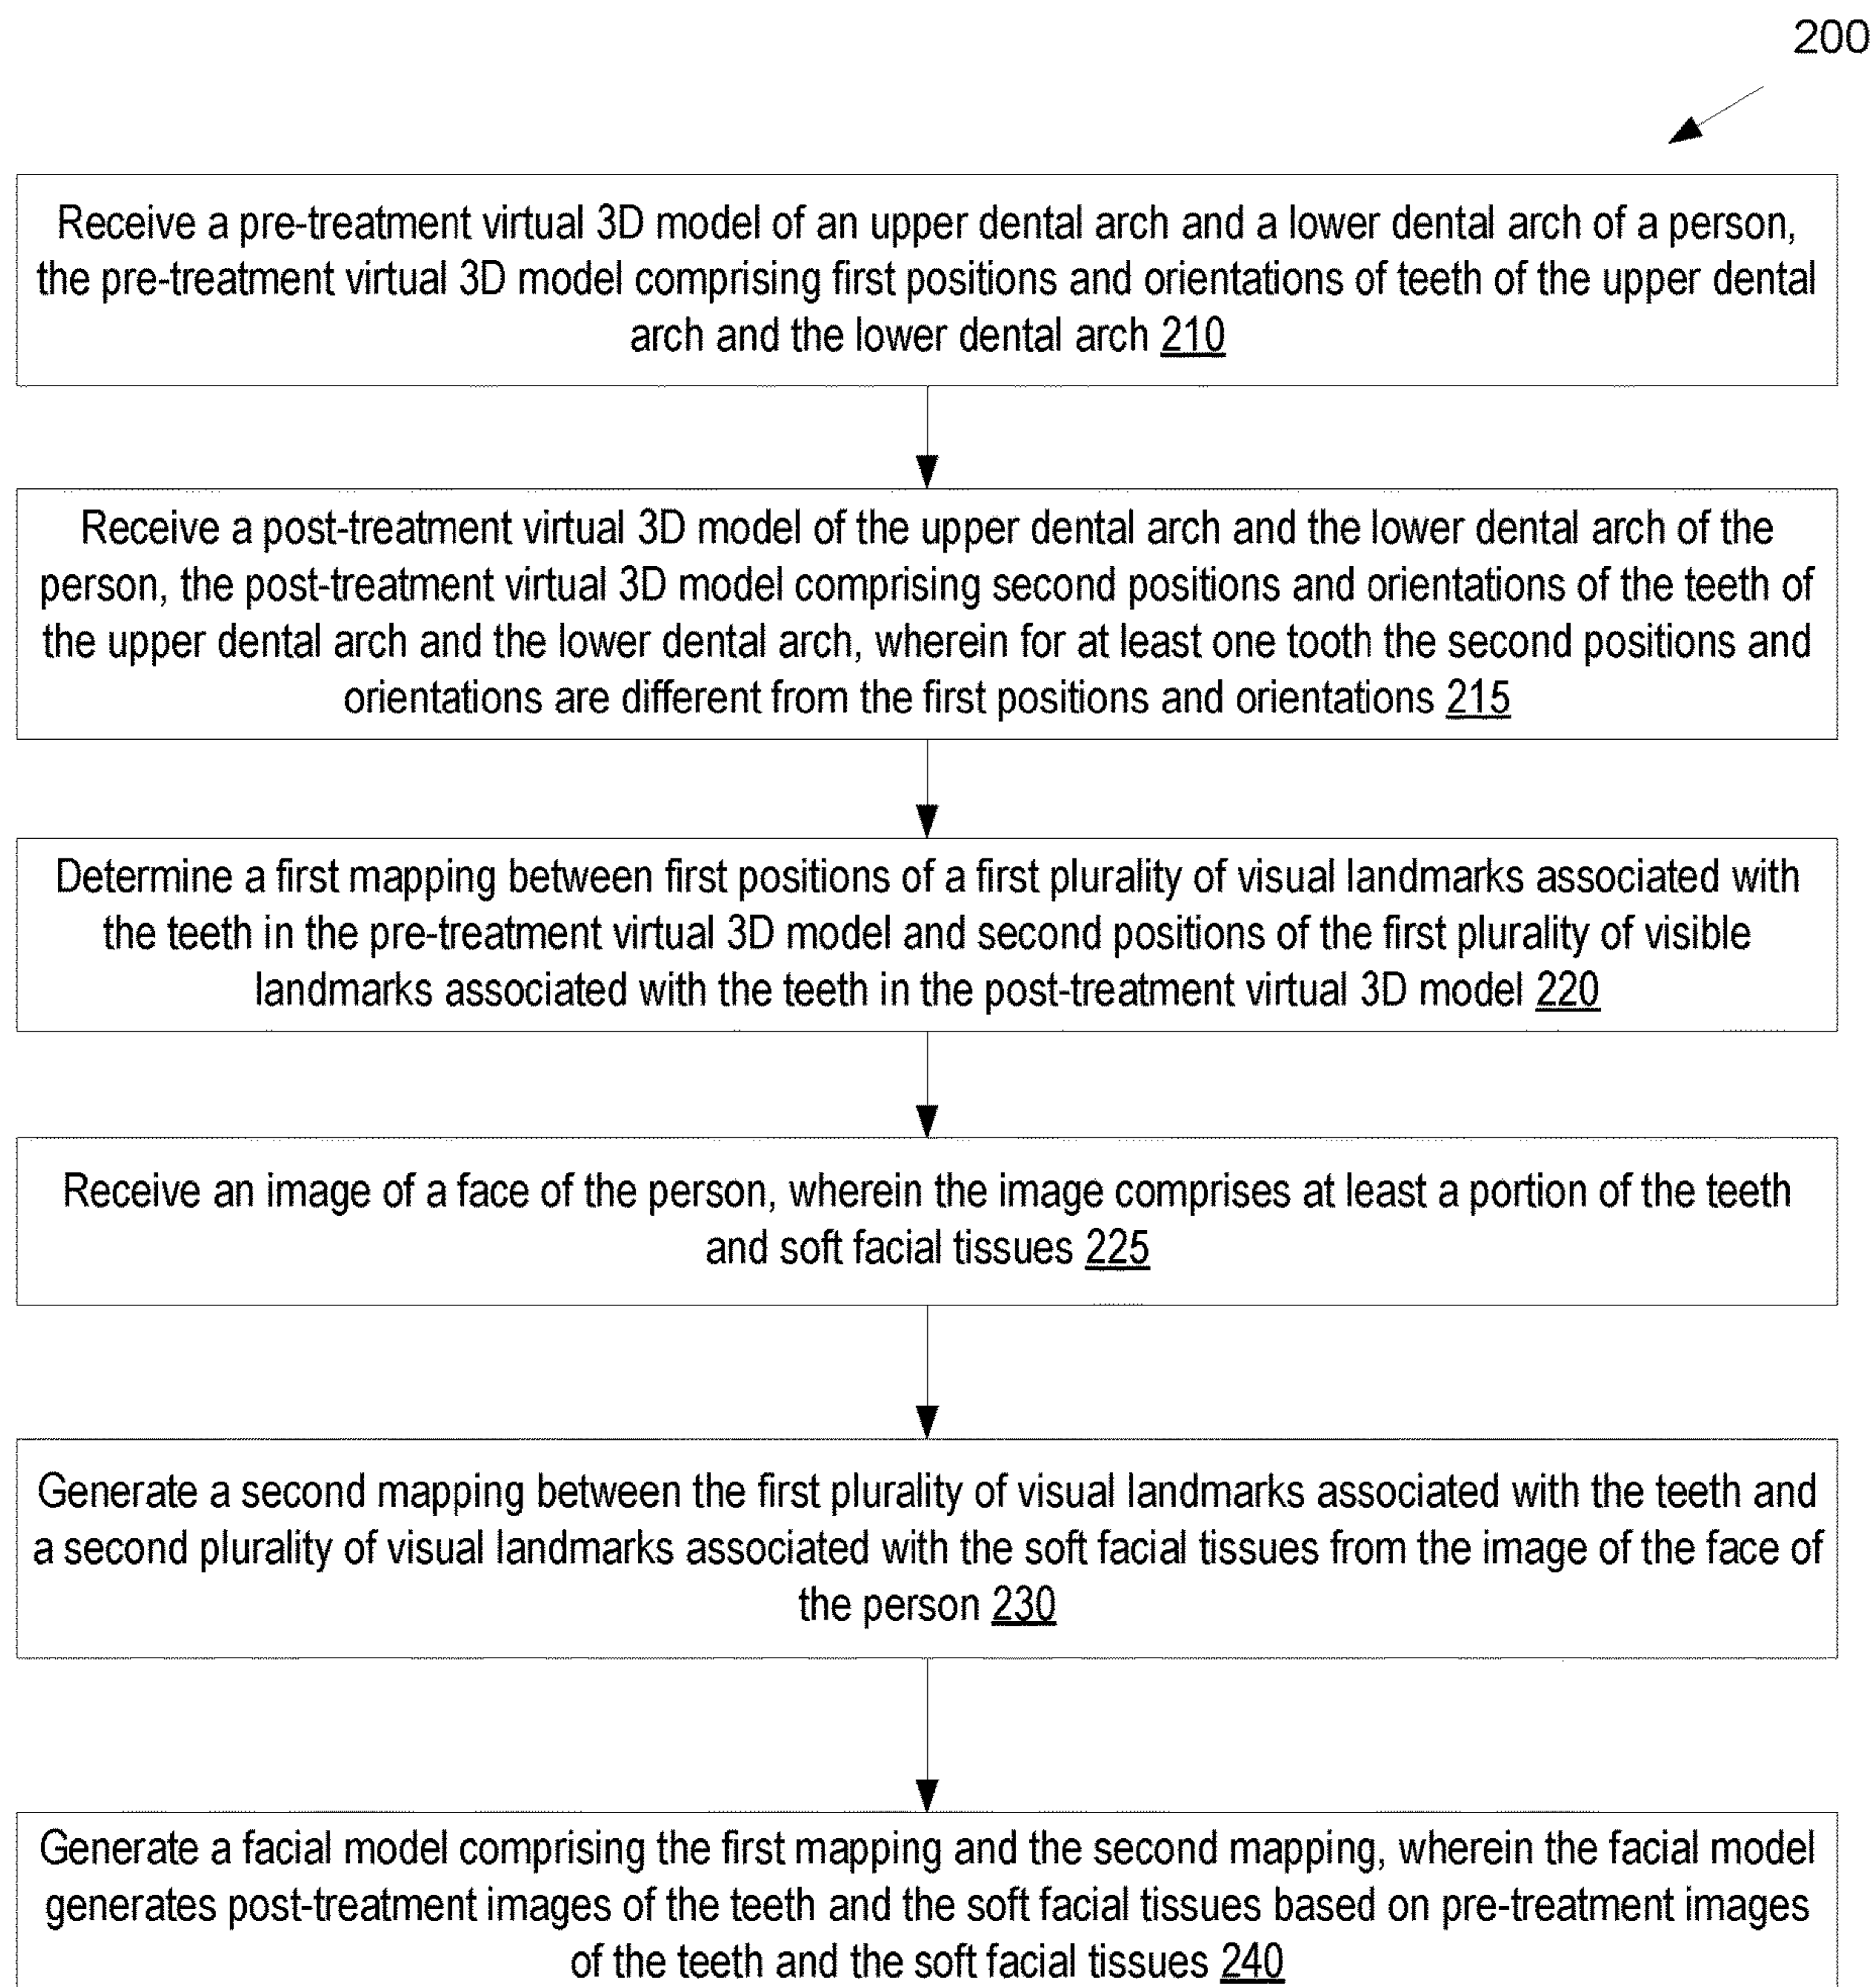 200
Receive a pre-treatment virtual 3D model of an upper dental arch and a lower dental arch of a person,
the pre-treatment virtual 3D model comprising first positions and orientations of teeth of the upper dental
arch and the lower dental arch 210
Receive a post-treatment virtual 3D model of the upper dental arch and the lower dental arch of the
person, the post-treatment virtual 3D model comprising second positions and orientations of the teeth of
the upper dental arch and the lower dental arch, wherein for at least one tooth the second positions and
orientations are different from the first positions and orientations 215
Determine a first mapping between first positions of a first plurality of visual landmarks associated with
the teeth in the pre-treatment virtual 3D model and second positions of the first plurality of visible
landmarks associated with the teeth in the post-treatment virtual 3D model 220
Receive an image of a face of the person, wherein the image comprises at least a portion of the teeth
and soft facial tissues 225
Generate a second mapping between the first plurality of visual landmarks associated with the teeth and
a second plurality of visual landmarks associated with the soft facial tissues from the image of the face of
the person 230
Generate a facial model comprising the first mapping and the second mapping, wherein the facial model
generates post-treatment images of the teeth and the soft facial tissues based on pre-treatment images
of the teeth and the soft facial tissues 240